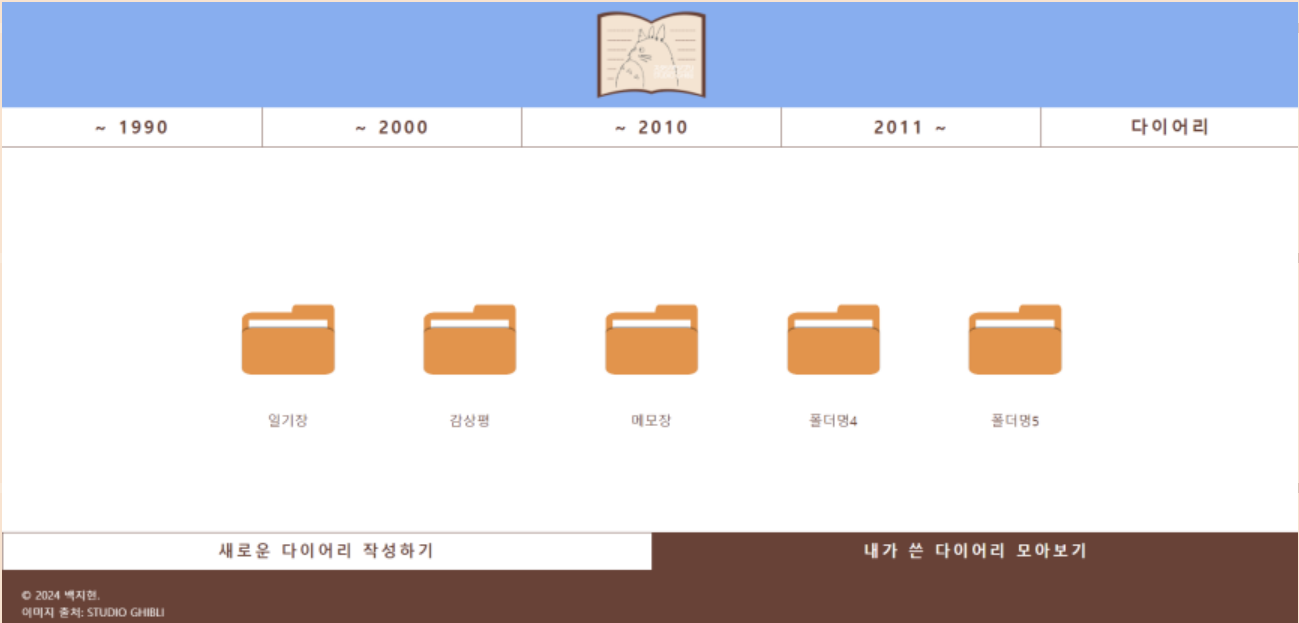 ~ 1990
~ 2000
~ 2010
2011 ~
다이어리
일기장
감상평
메모장
폴더명4
폴더명5
새로운 다이어리 작성하기
내가 쓴 다이어리 모아보기
© 2024 백지현.
이미지 출처: STUDIO GHIBLI